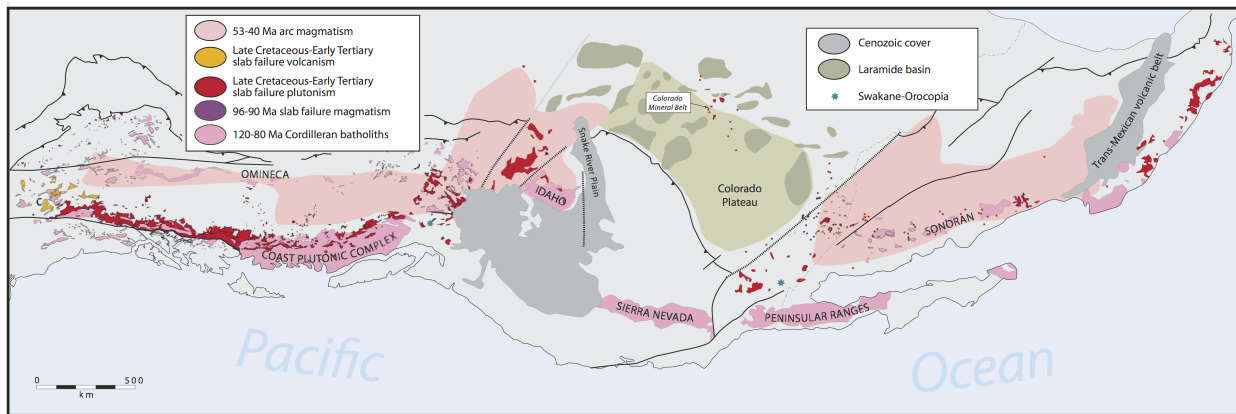 53-40 Ma arc magmatism
Late Cretaceous-Early Tertiary
slab failure volcanism
Late Cretaceous-Early Tertiary
slab failure plutonism
96-90 Ma slab failure magmatism
120-80 Ma Cordilleran batholiths
Cenozoic cover
Laramide basin
Swakane-Orocopia
Colorado
Mineral Belt
Trans-Mexican volcanic belt
Snake River Plain
OMINECA
IDAHO
Colorado
Plateau
C
SONORAN
COAST PLUTONIC COMPLEX
SIERRA NEVADA
PENINSULAR RANGES
Pacific
Ocean
0 500
km